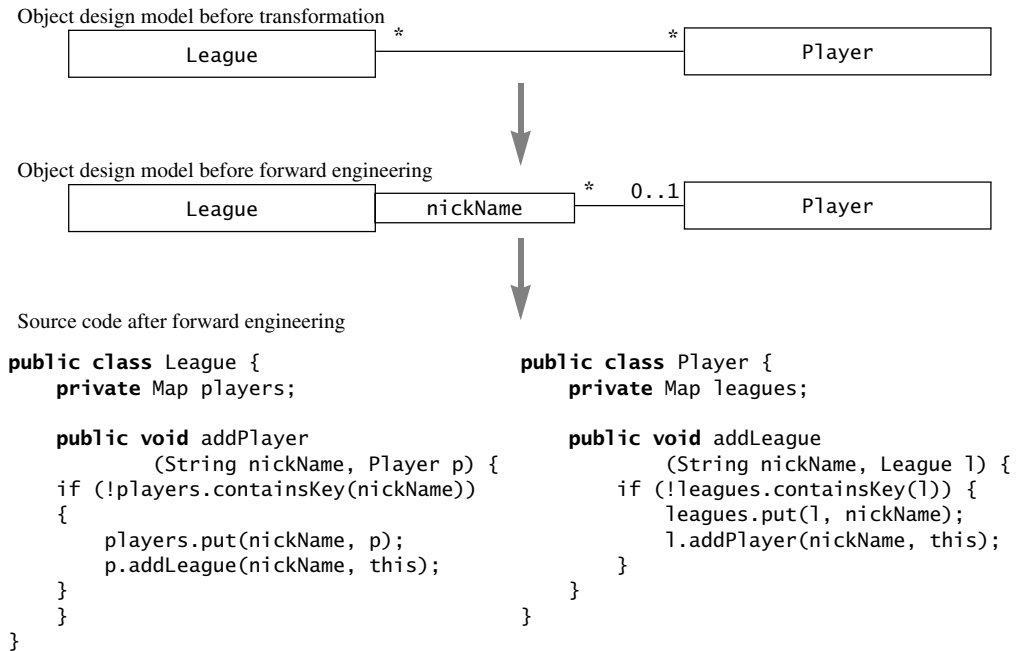 Object design model before transformation
League
*
*
Player
Object design model before forward engineering
League
nickName
*
0..1
Player
Source code after forward engineering
public class League {
private Map players;
public void addPlayer
(String nickName, Player p) {
if (!players.containsKey(nickName))
{
players.put(nickName, p);
p.addLeague(nickName, this);
}
}
}
public class Player {
private Map leagues;
public void addLeague
(String nickName, League l) {
if (!leagues.containsKey(l)) {
leagues.put(l, nickName);
l.addPlayer(nickName, this);
}
}
}